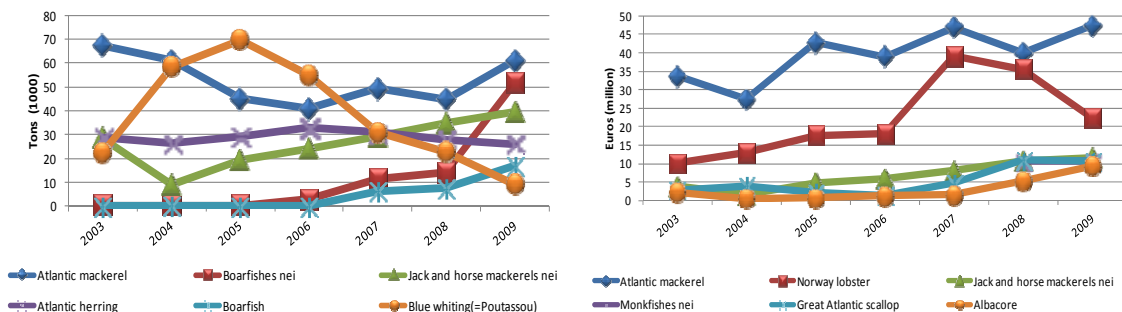 80
70
60
50
40
30
20
10
0
Tons (1000)
2003 2004 2005 2006 2007 2008 2009
Atlantic mackerel Boarfishes nei Jack and horse mackerels nei
Atlantic herring Boarfish Blue whiting(=Poutassou)
50
45
40
35
30
25
20
15
10
5
0
Euros (million)
2003 2004 2005 2006 2007 2008 2009
Atlantic mackerel Norway lobster Jack and horse mackerels nei
Monkfishes nei Great Atlantic scallop Albacore